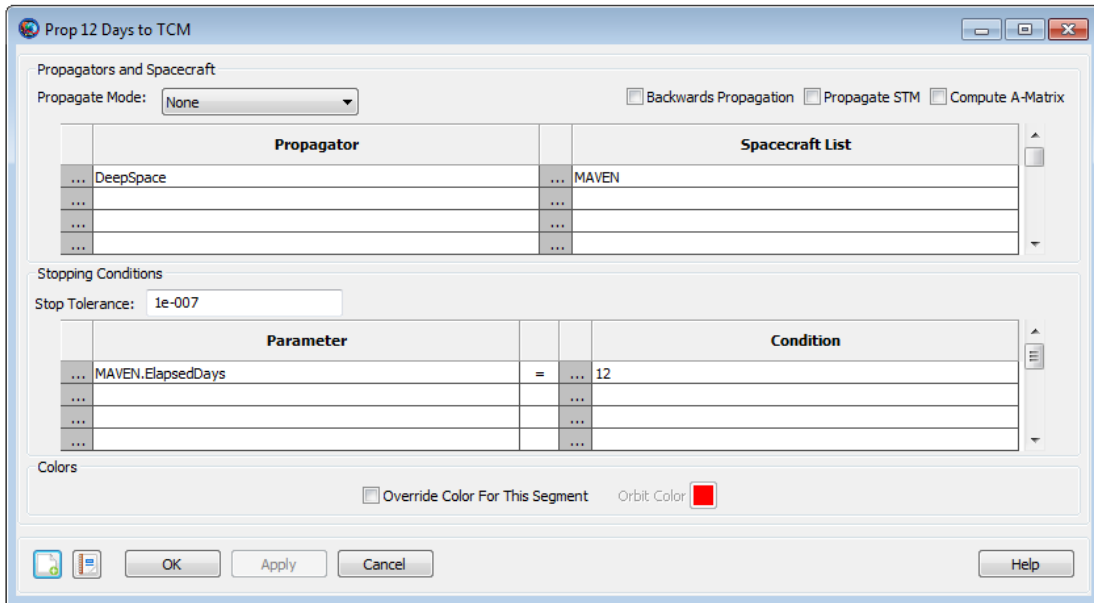 Prop 12 Days to TCM
Propagators and Spacecraft
Propagate Mode: None Backwards Propagation Propagate STM Compute A-Matrix
Propagator Spacecraft List
... DeepSpace ... MAVEN
... ...
... ...
... ...
Stopping Conditions
Stop Tolerance: 1e-007
Parameter Condition
... MAVEN.ElapsedDays = ... 12
... ...
... ...
... ...
Colors
Override Color For This Segment Orbit Color
OK Apply Cancel Help